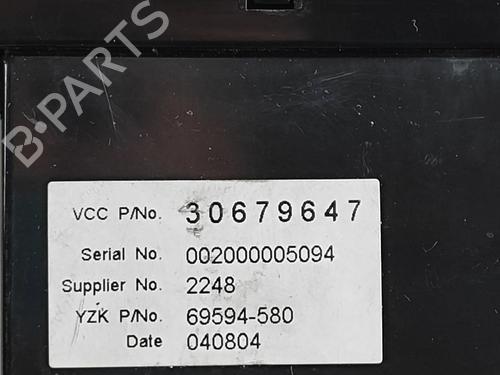 B-PARTS
VCC P/No. 30679647
Serial No. 002000005094
Supplier No. 2248
YZK P/No. 69594-580
Date 040804